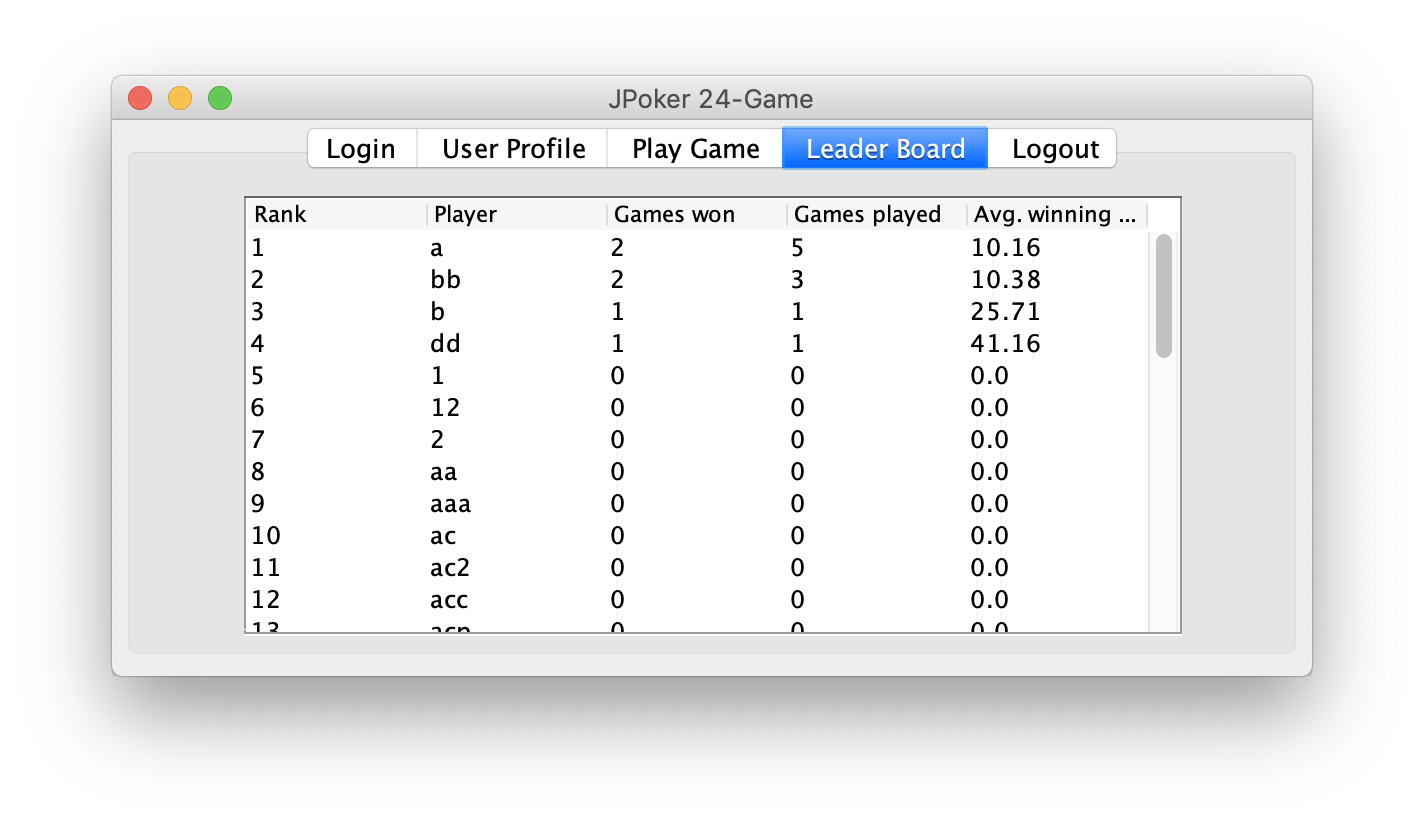 JPoker 24-Game
Login User Profile Play Game Leader Board Logout
Rank Player Games won Games played Avg. winning ...
1 a 2 5 10.16
2 bb 2 3 10.38
3 b 1 1 25.71
4 dd 1 1 41.16
5 1 0 0 0.0
6 12 0 0 0.0
7 2 0 0 0.0
8 aa 0 0 0.0
9 aaa 0 0 0.0
10 ac 0 0 0.0
11 ac2 0 0 0.0
12 acc 0 0 0.0
13 0 0 0.0